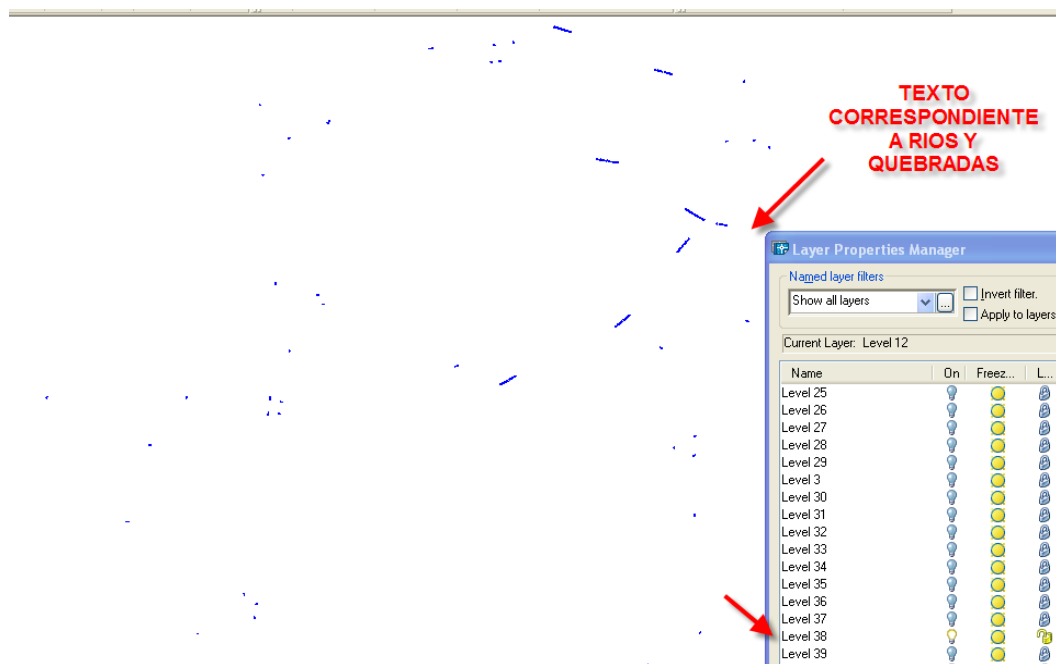 TEXTO
CORRESPONDIENTE
A RIOS Y
QUEBRADAS
Layer Properties Manager
Named layer filters
Show all layers
...
Invert filter.
Apply to layers
Current Layer: Level 12
Name On Freez... L...
Level 25
Level 26
Level 27
Level 28
Level 29
Level 3
Level 30
Level 31
Level 32
Level 33
Level 34
Level 35
Level 36
Level 37
Level 38
Level 39